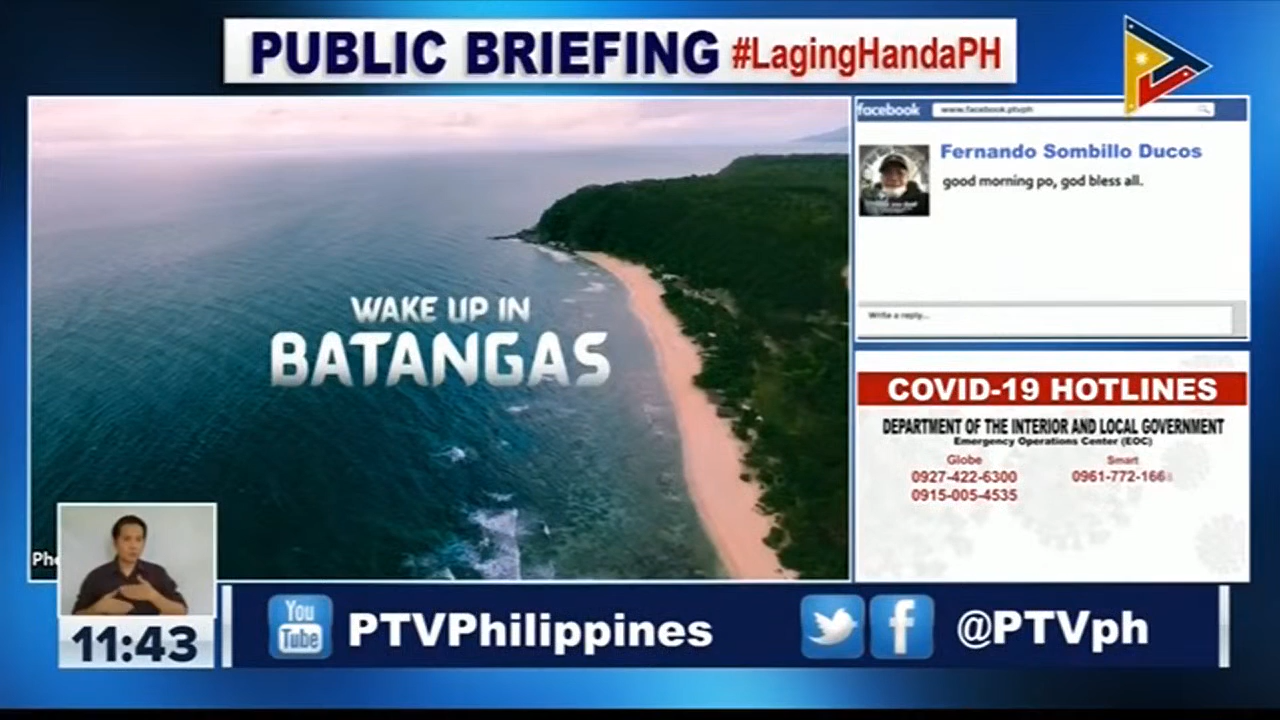 PUBLIC BRIEFING #LagingHandaPH
WAKE UP IN
BATANGAS
facebook
www.facebook.ptvph
Fernando Sombillo Ducos
good morning po, god bless all.
Write a reply...
COVID-19 HOTLINES
DEPARTMENT OF THE INTERIOR AND LOCAL GOVERNMENT
Emergency Operations Center (EOC)
Globe
Smart
0927-422-6300
0961-772-166
0915-005-4535
11:43
You
Tube
PTVPhilippines
@PTVph